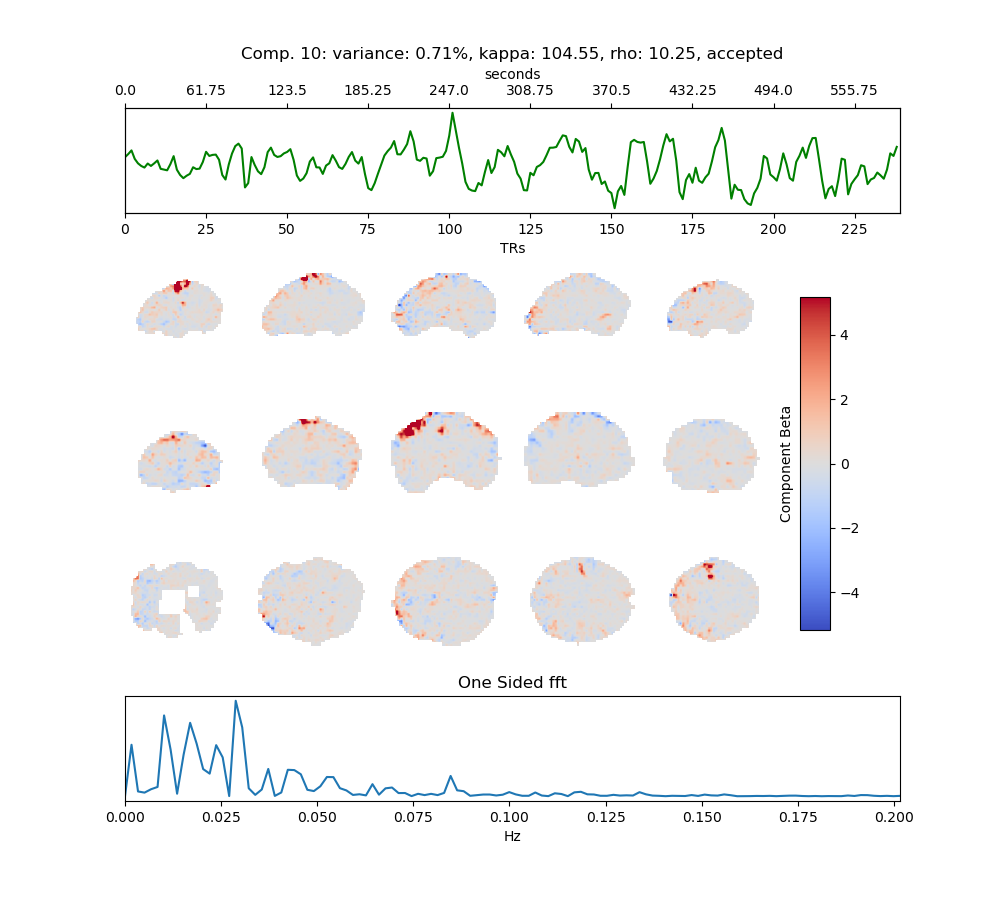 Comp. 10: variance: 0.71%, kappa: 104.55, rho: 10.25, accepted
seconds
0.0 61.75 123.5 185.25 247.0 308.75 370.5 432.25 494.0 555.75
0 25 50 75 100 125 150 175 200 225
TRs
4
2
0
−2
−4
Component Beta
One Sided fft
0.000 0.025 0.050 0.075 0.100 0.125 0.150 0.175 0.200
Hz